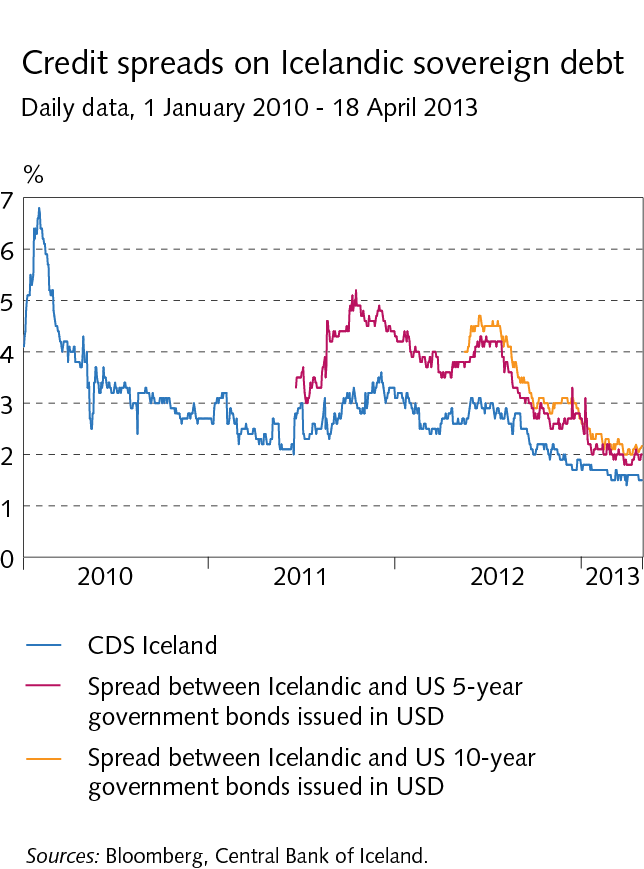 Credit spreads on Icelandic sovereign debt
Daily data, 1 January 2010 - 18 April 2013
%
7
6
5
4
3
2
1
0
2010 2011 2012 2013
CDS Iceland
Spread between Icelandic and US 5-year
government bonds issued in USD
Spread between Icelandic and US 10-year
government bonds issued in USD
Sources: Bloomberg, Central Bank of Iceland.